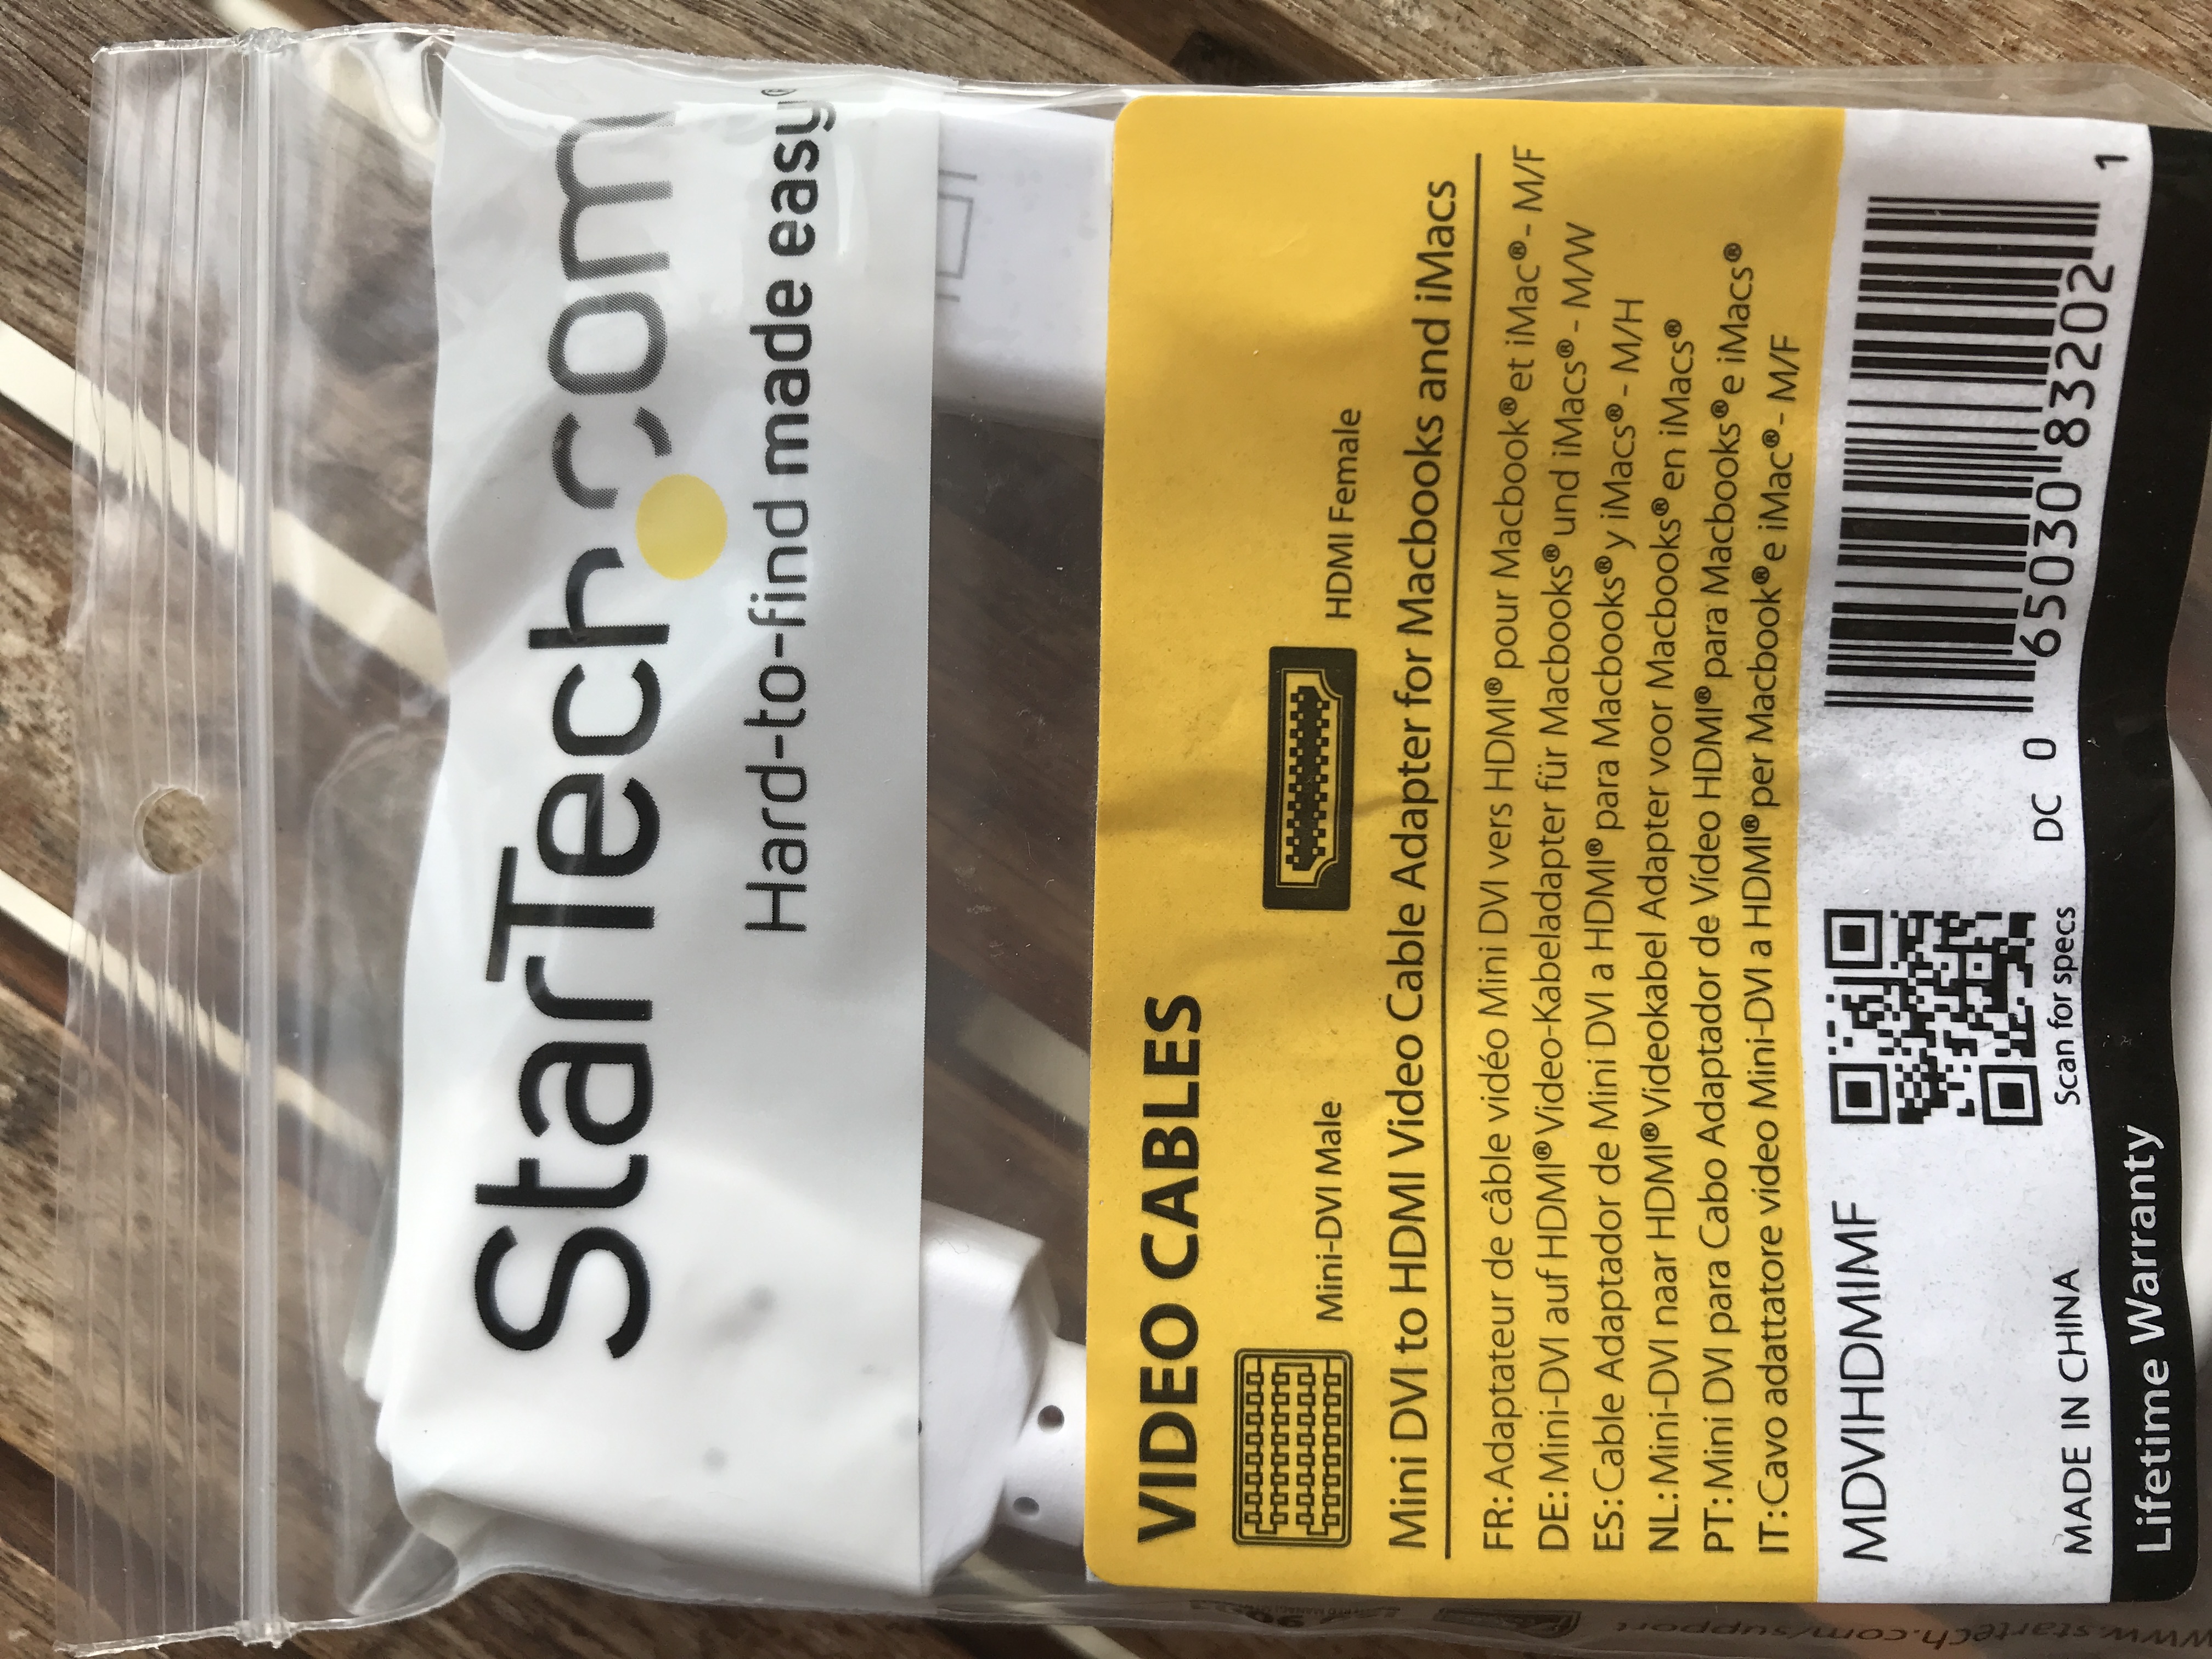 StarTech.com
Hard-to-find made easy®
VIDEO CABLES
Mini-DVI Male
HDMI Female
Mini DVI to HDMI Video Cable Adapter for Macbooks and iMacs
FR: Adaptateur de câble vidéo Mini DVI vers HDMI® pour Macbook® et iMac® - M/F
DE: Mini-DVI auf HDMI® Video-Kabeladapter für Macbooks® und iMacs® - M/W
ES: Cable Adaptador de Mini DVI a HDMI® para Macbooks® y iMacs® - M/H
NL: Mini-DVI naar HDMI® Videokabel Adapter voor Macbooks® en iMacs®
PT: Mini DVI para Cabo Adaptador de Vídeo HDMI® para Macbooks® e iMacs®
IT: Cavo adattatore video Mini-DVI a HDMI® per Macbook® e iMac® - M/F
MDVIHDMIMF
MADE IN CHINA
Scan for specs
DC
0 65030 83202 1
Lifetime Warranty
www.startech.com/support